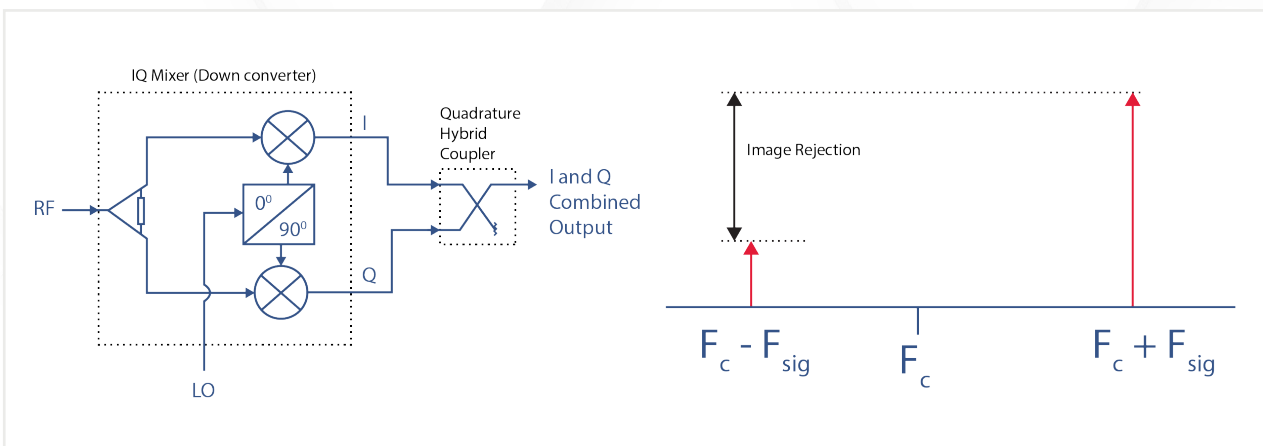 IQ Mixer (Down converter)
RF
I
0⁰
90⁰
Q
LO
Quadrature
Hybrid
Coupler
I and Q
Combined
Output
Image Rejection
F_c - F_sig
F_c
F_c + F_sig